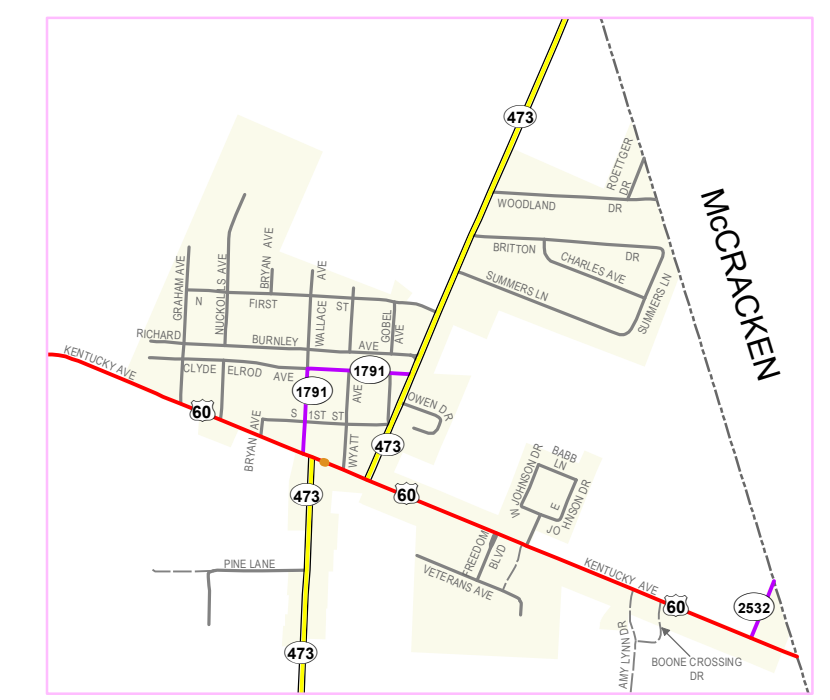 473
ROETTGER
DR
WOODLAND DR
McCRACKEN
BRITTON DR
CHARLES AVE
SUMMERS LN
SUMMERS LN
GRAHAM AVE
NUCKOLLS AVE
BRYAN AVE
WALLACE AVE
N FIRST ST
GOBEL
AVE
RICHARD BURNLEY AVE
KENTUCKY AVE
CLYDE ELROD AVE
1791
1791
60
OWEN DR
BRYAN AVE
S 1ST ST
WYATT AVE
473
473
60
BABB
LN
W JOHNSON DR
E JOHNSON DR
FREEDOM
BLVD
VETERANS AVE
PINE LANE
KENTUCKY AVE
60
2532
473
AMY LYNN DR
BOONE CROSSING
DR